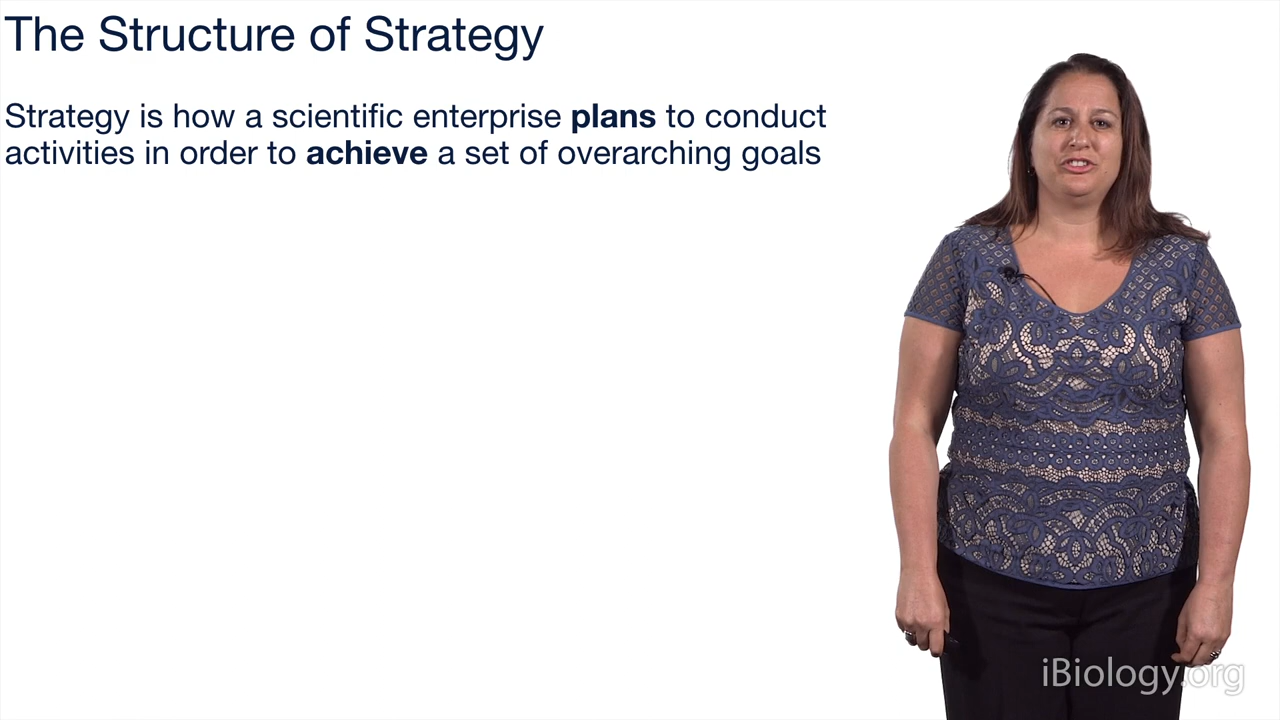 The Structure of Strategy
Strategy is how a scientific enterprise plans to conduct
activities in order to achieve a set of overarching goals
iBiology.org